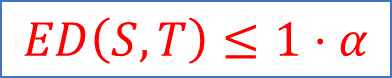 ED(S,T) ≤ 1 · α